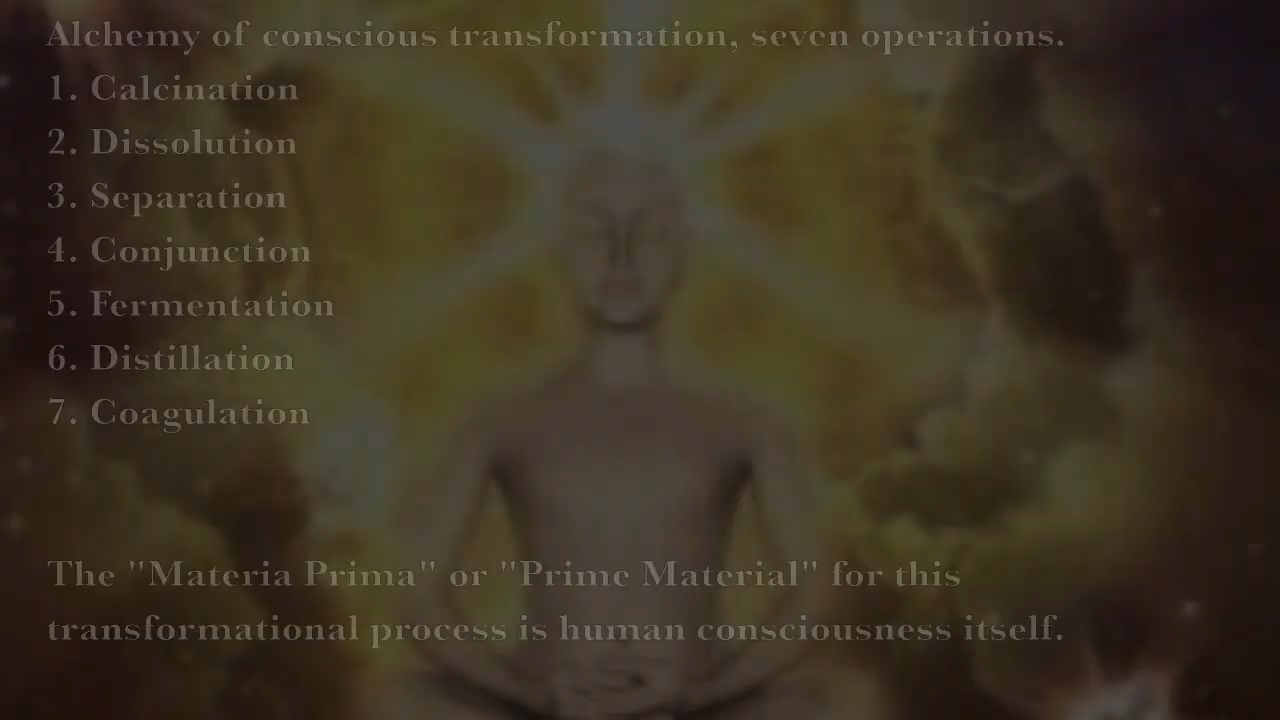 Alchemy of conscious transformation, seven operations.
1. Calcination
2. Dissolution
3. Separation
4. Conjunction
5. Fermentation
6. Distillation
7. Coagulation
The "Materia Prima" or "Prime Material" for this
transformational process is human consciousness itself.